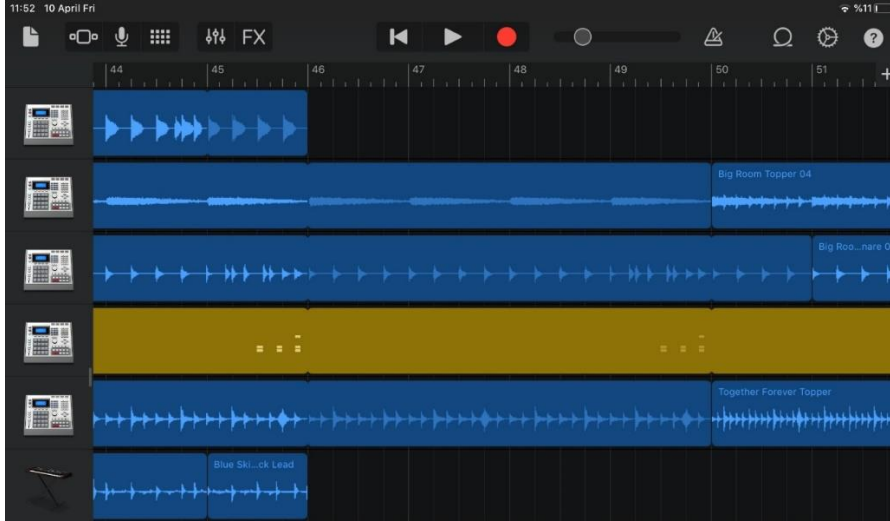 11:52 10 April Fri
%11
FX
44 45 46 47 48 49 50 51
Big Room Topper 04
Big Roo...nare 0
Together Forever Topper
Blue Ski...ck Lead